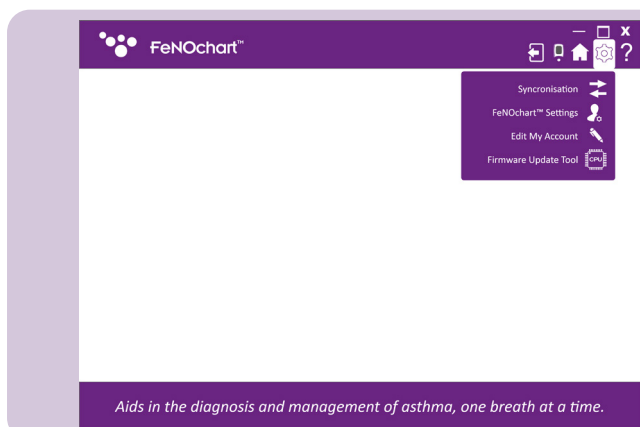 FeNOchart™
Syncronisation
FeNOchart™ Settings
Edit My Account
Firmware Update Tool
CPU
Aids in the diagnosis and management of asthma, one breath at a time.